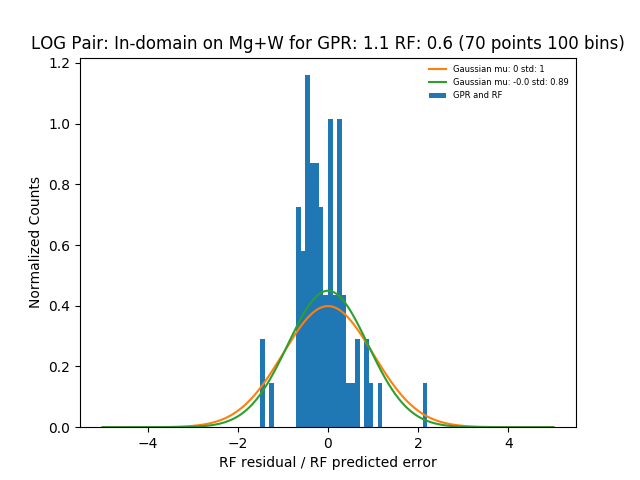 LOG Pair: In-domain on Mg+W for GPR: 1.1 RF: 0.6 (70 points 100 bins)
Gaussian mu: 0 std: 1
Gaussian mu: -0.0 std: 0.89
GPR and RF
Normalized Counts
1.2
1.0
0.8
0.6
0.4
0.2
0.0
−4 −2 0 2 4
RF residual / RF predicted error